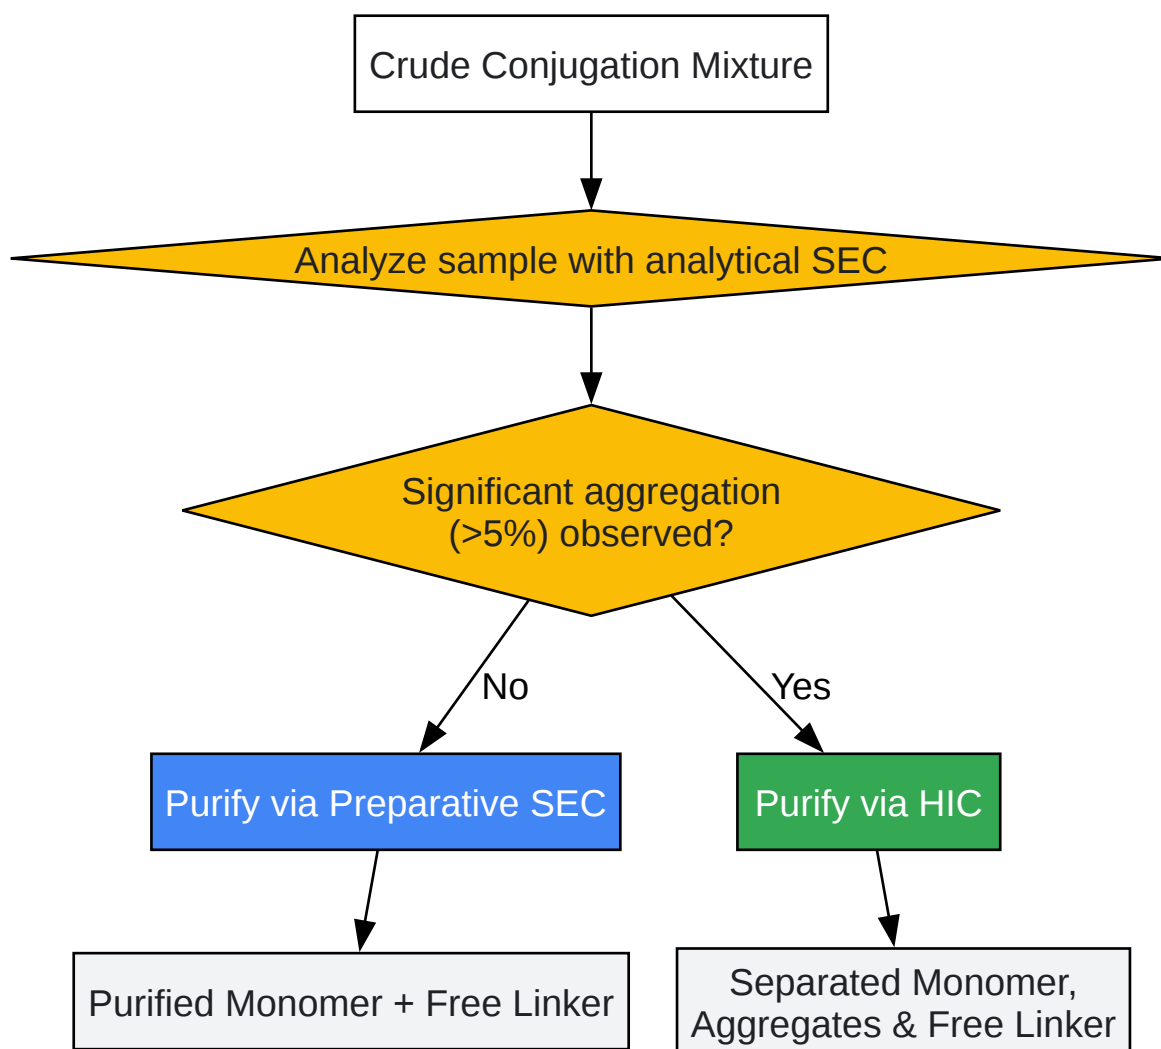 Crude Conjugation Mixture
Analyze sample with analytical SEC
Significant aggregation
(>5%) observed?
No
Yes
Purify via Preparative SEC
Purify via HIC
Purified Monomer + Free Linker
Separated Monomer,
Aggregates & Free Linker